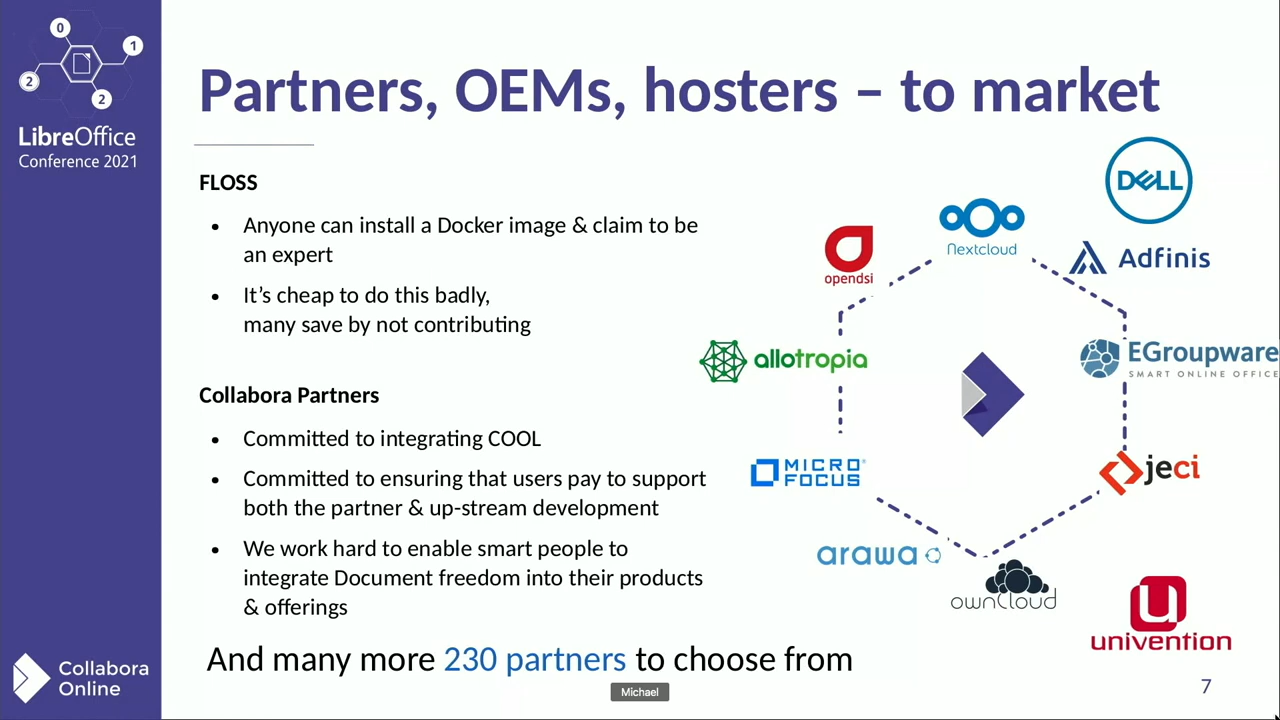 0
1
2
2
LibreOffice
Conference 2021
Partners, OEMs, hosters – to market
FLOSS
• Anyone can install a Docker image & claim to be
an expert
• It’s cheap to do this badly,
many save by not contributing
Collabora Partners
• Committed to integrating COOL
• Committed to ensuring that users pay to support
both the partner & up-stream development
• We work hard to enable smart people to
integrate Document freedom into their products
& offerings
And many more 230 partners to choose from
DELL
Nextcloud
opendsi
Adfinis
allotropia
EGroupware
SMART ONLINE OFFICE
MICRO
FOCUS®
jeci
arawa
ownCloud
univention
Collabora
Online
Michael
7